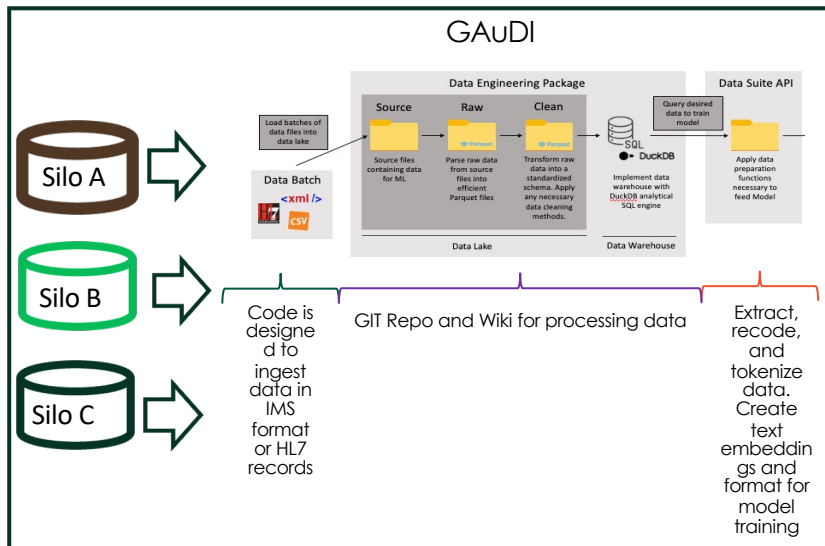 GAuDI
Silo A
Silo B
Silo C
Load batches of
data files into
data lake
Data Batch
HL7
<xml />
CSV
Data Engineering Package
Source
Source files
containing data
for ML
Raw
Parquet
Parse raw data
from source
files into
efficient
Parquet files
Clean
Parquet
Transform raw
data into a
standardized
schema. Apply
any necessary
data cleaning
methods.
Data Lake
SQL
DuckDB
Implement data
warehouse with
DuckDB analytical
SQL engine
Data Warehouse
Query desired
data to train
model
Data Suite API
Apply data
preparation
functions
necessary to
feed Model
Code is
designe
d to
ingest
data in
IMS
format
or HL7
records
GIT Repo and Wiki for processing data
Extract,
recode,
and
tokenize
data.
Create
text
embeddin
gs and
format for
model
training